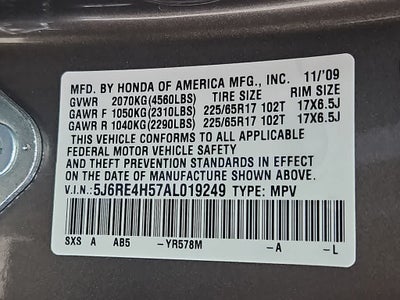 MFD. BY HONDA OF AMERICA MFG., INC. 11/'09
GVWR 2070KG(4560LBS) TIRE SIZE RIM SIZE
GAWR F 1050KG(2310LBS) 225/65R17 102T 17X6.5J
GAWR R 1040KG(2290LBS) 225/65R17 102T 17X6.5J
THIS VEHICLE CONFORMS TO ALL APPLICABLE
FEDERAL MOTOR VEHICLE SAFETY
STANDARDS IN EFFECT ON THE DATE OF
MANUFACTURE SHOWN ABOVE.
V.I.N.: 5J6RE4H57AL019249 TYPE: MPV
SXS A AB5 -YR578M -A -L